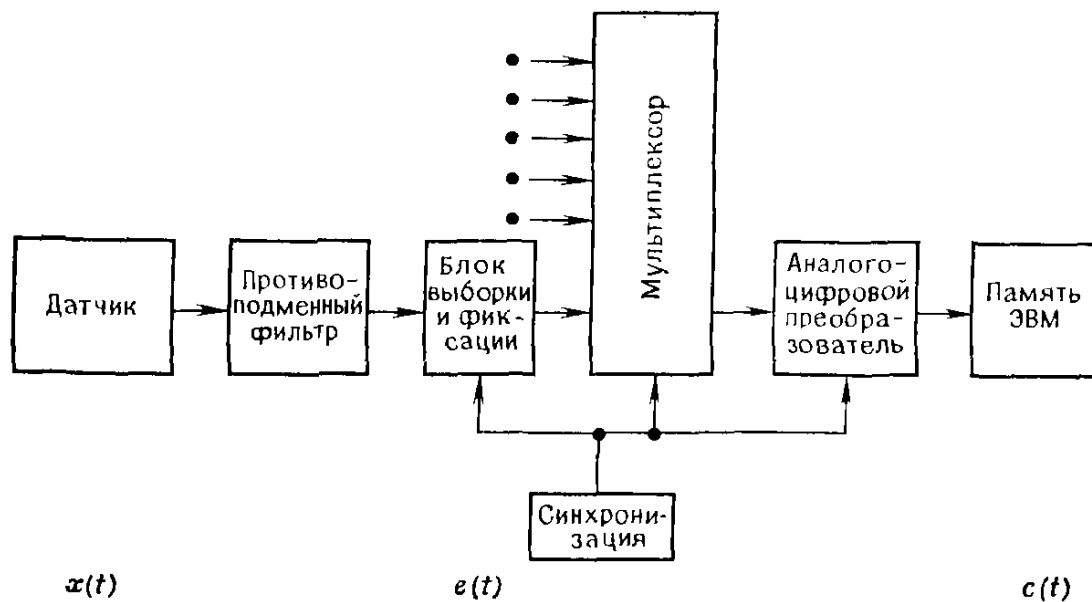 Датчик
Противо-
подменный
фильтр
Блок
выборки
и фик-
сации
Мультиплексор
Аналого-
цифровой
преобра-
зователь
Память
ЭВМ
Синхрони-
зация
x(t)
e(t)
c(t)